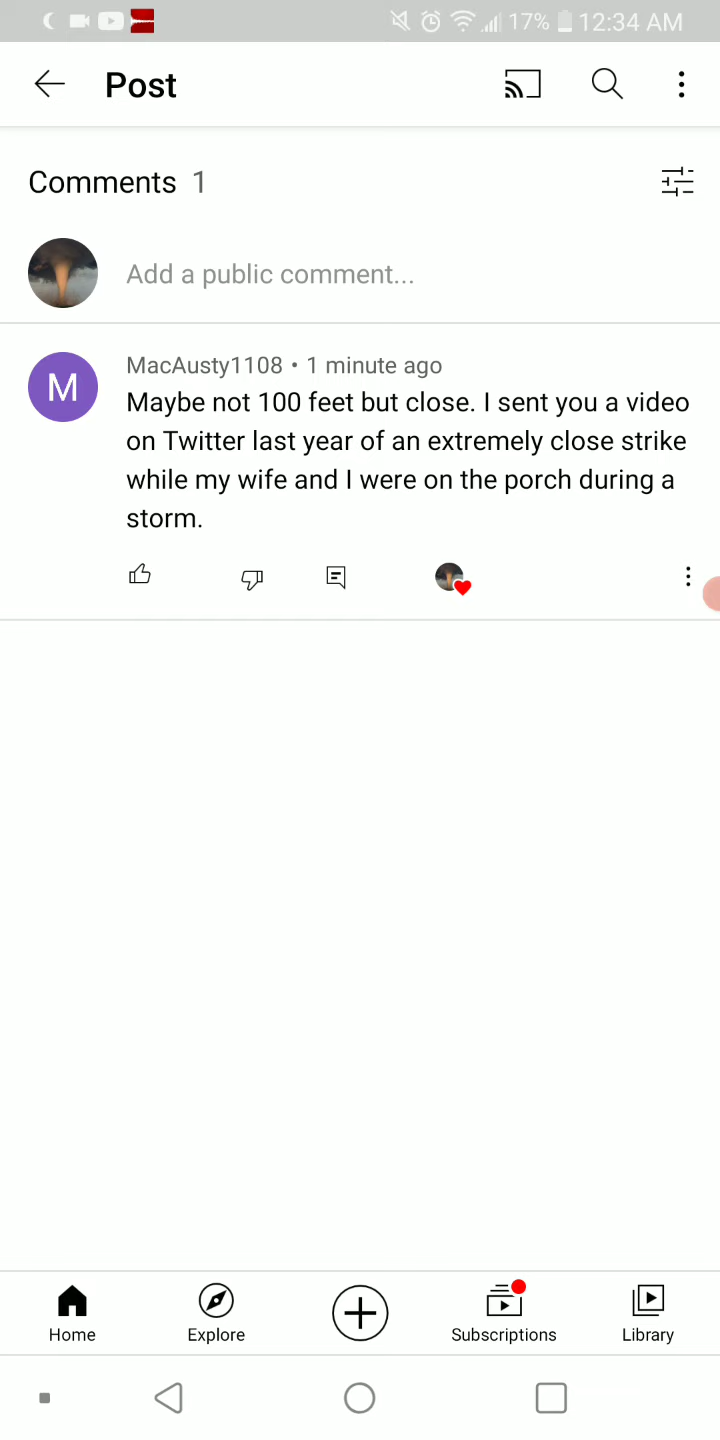 17% 12:34 AM
Post
Comments 1
Add a public comment...
M
MacAusty1108 • 1 minute ago
Maybe not 100 feet but close. I sent you a video
on Twitter last year of an extremely close strike
while my wife and I were on the porch during a
storm.
Home Explore Subscriptions Library